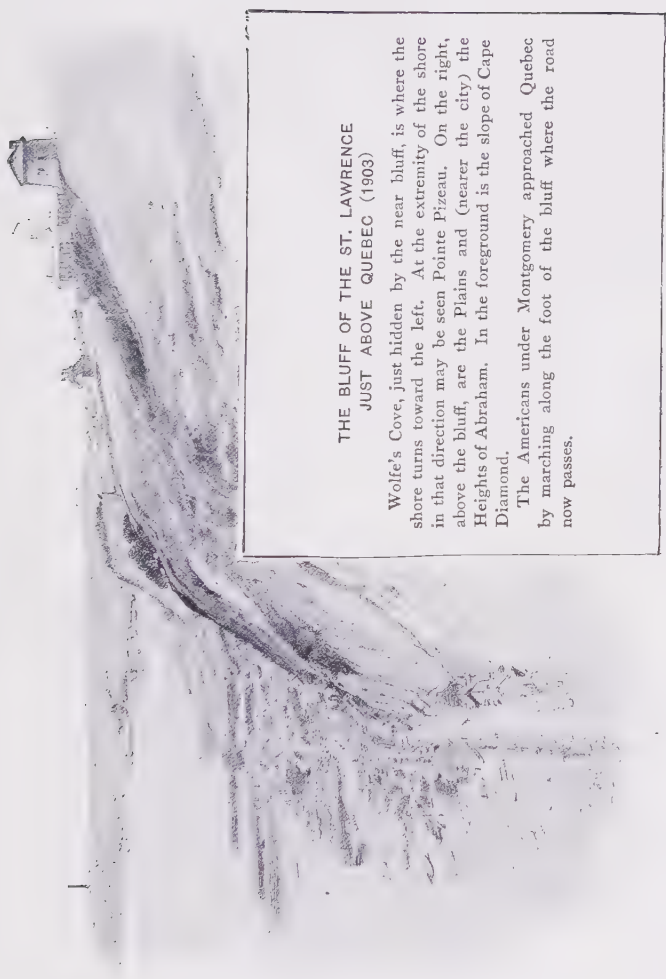 THE BLUFF OF THE ST. LAWRENCE
JUST ABOVE QUEBEC (1903)
Wolfe's Cove, just hidden by the near bluff, is where the
shore turns toward the left. At the extremity of the shore
in that direction may be seen Pointe Pizeau. On the right,
above the bluff, are the Plains and (nearer the city) the
Heights of Abraham. In the foreground is the slope of Cape
Diamond.
The Americans under Montgomery approached Quebec
by marching along the foot of the bluff where the road
now passes.